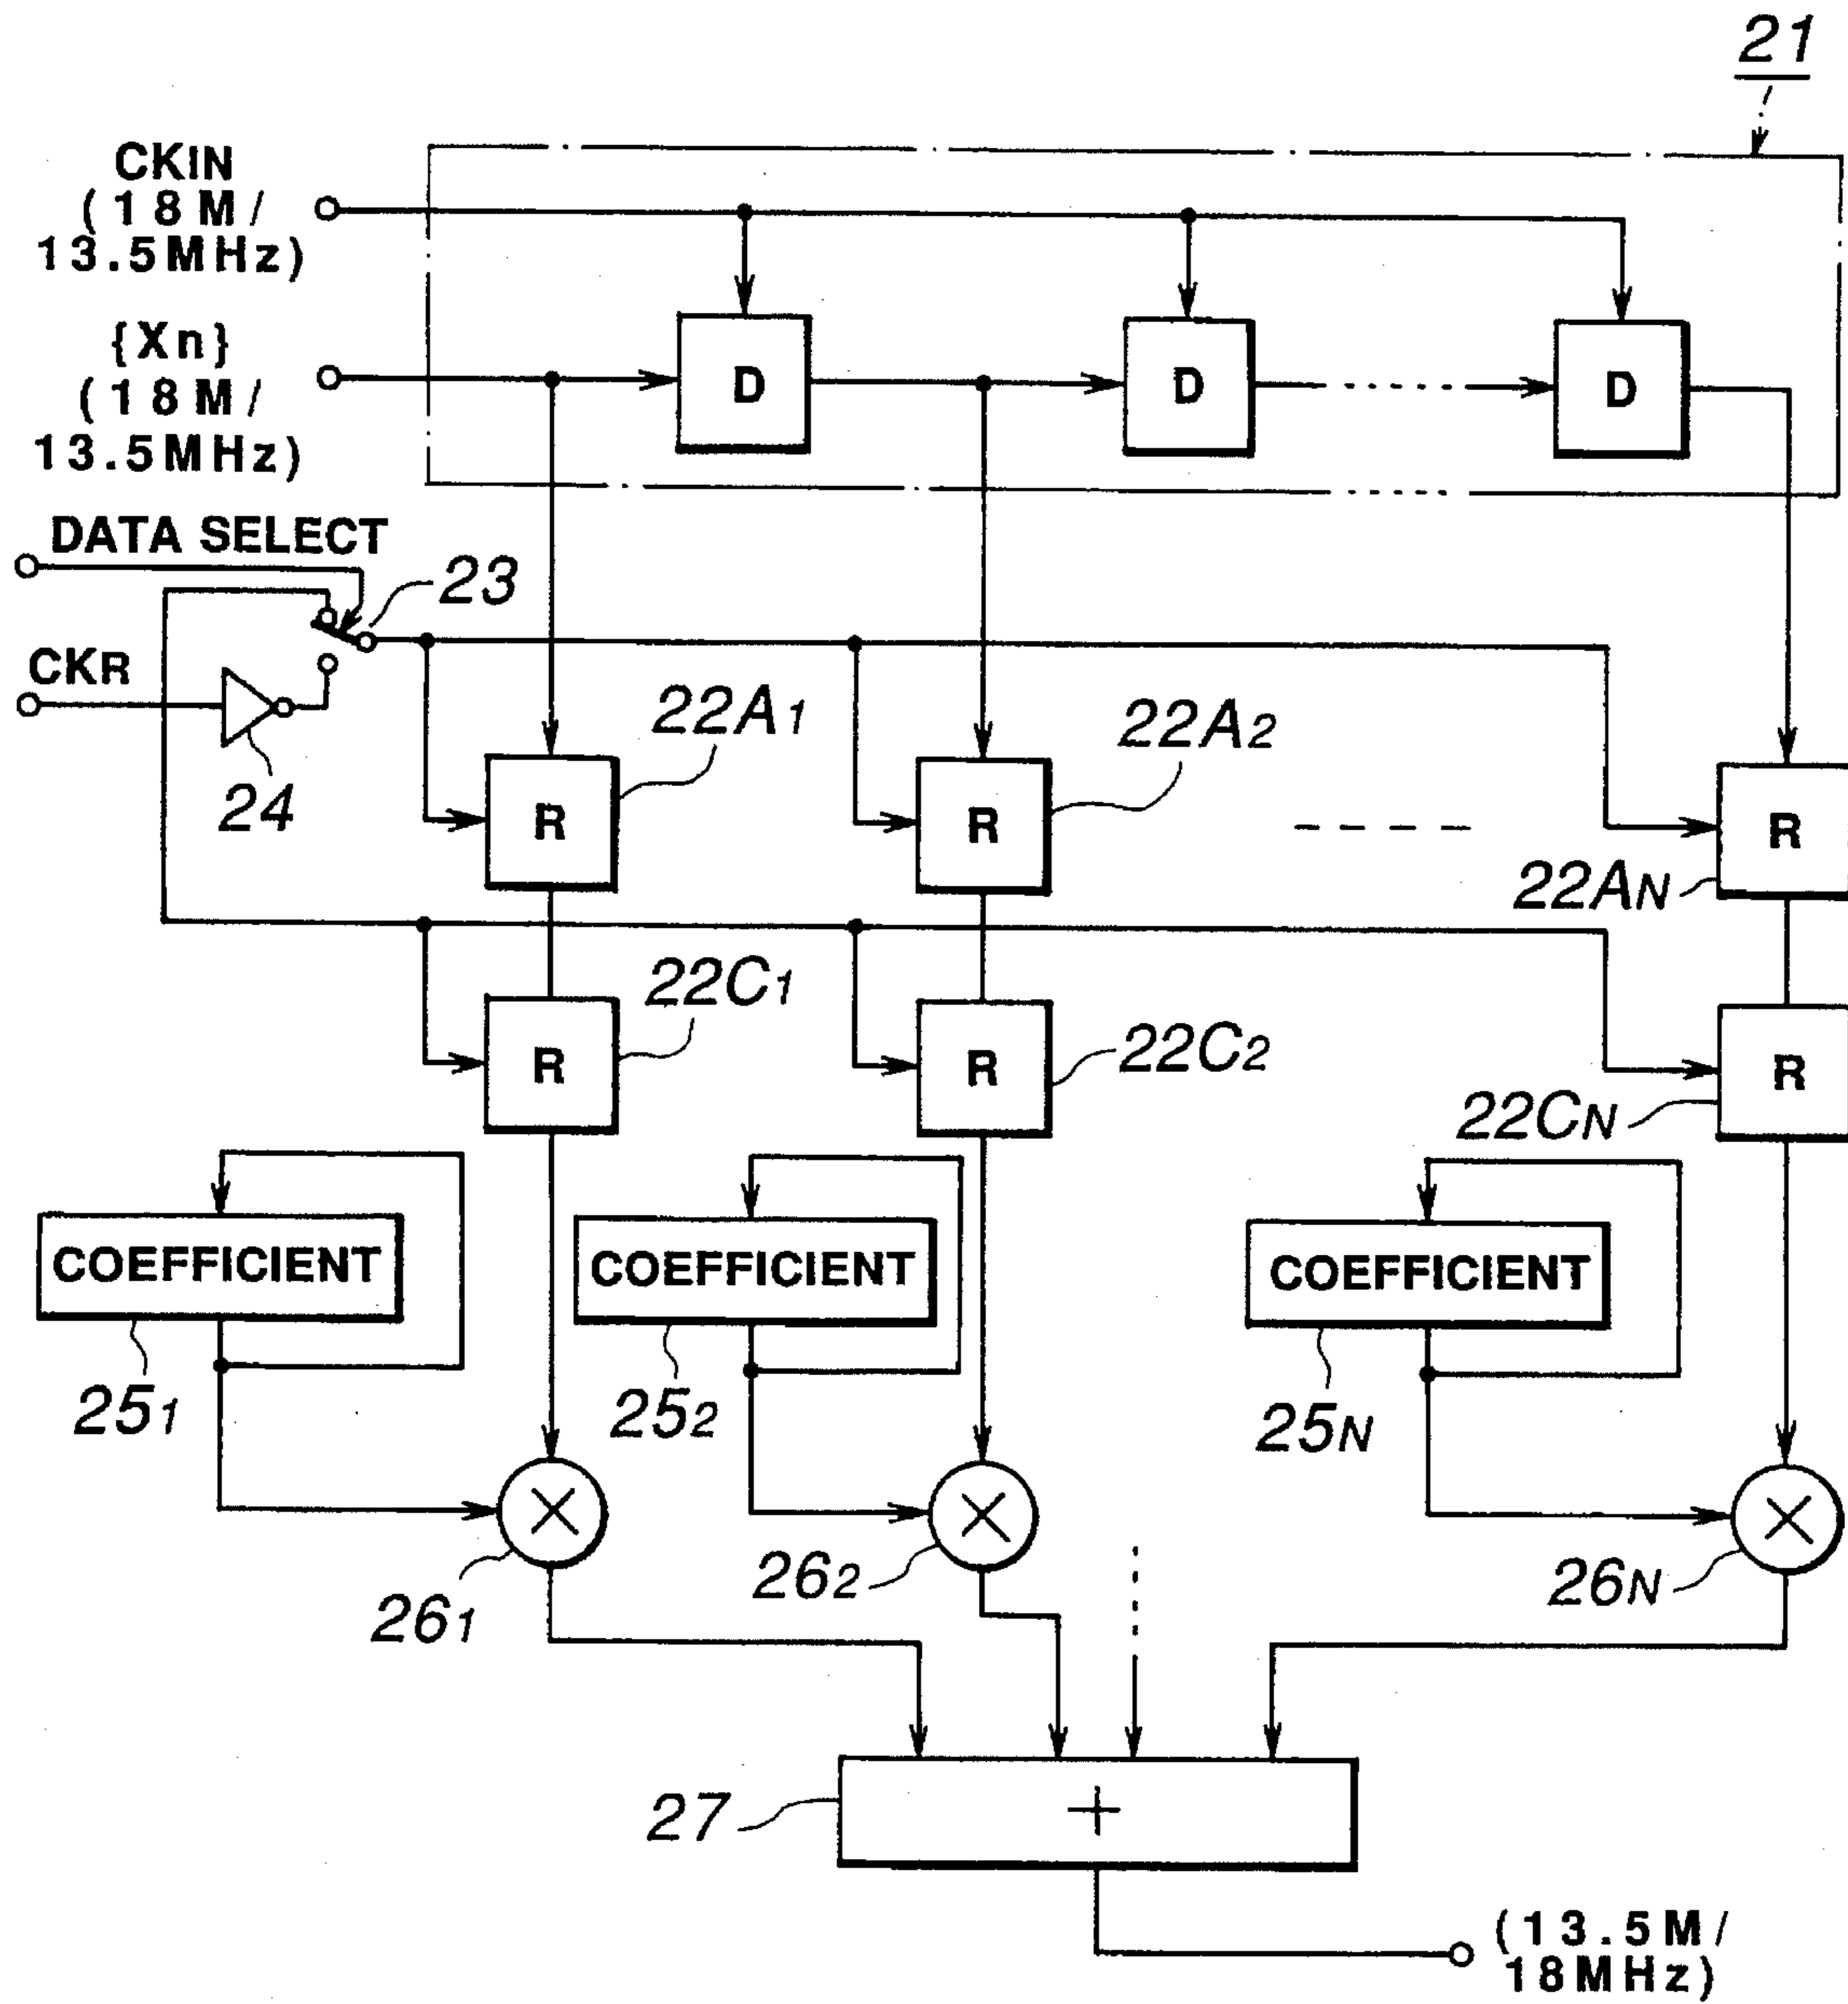 21
CKIN
(18M/
13.5MHz)
{Xn}
(18M/
13.5MHz)
D
D
D
DATA SELECT
23
CKR
24
22A1
22A2
22AN
R
R
R
22C1
22C2
22CN
R
R
R
COEFFICIENT
COEFFICIENT
COEFFICIENT
251
252
25N
×
×
×
261
262
26N
27
+
(13.5M/
18MHz)